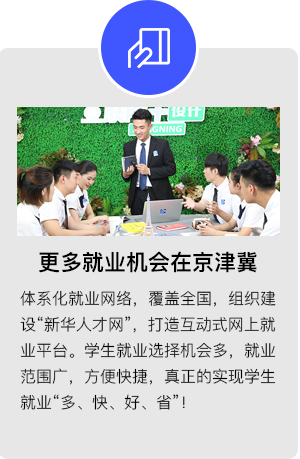 设计
更多就业机会在京津冀
体系化就业网络，覆盖全国，组织建
设“新华人才网”，打造互动式网上就
业平台。学生就业选择机会多，就业
范围广，方便快捷，真正的实现学生
就业“多、快、好、省”！